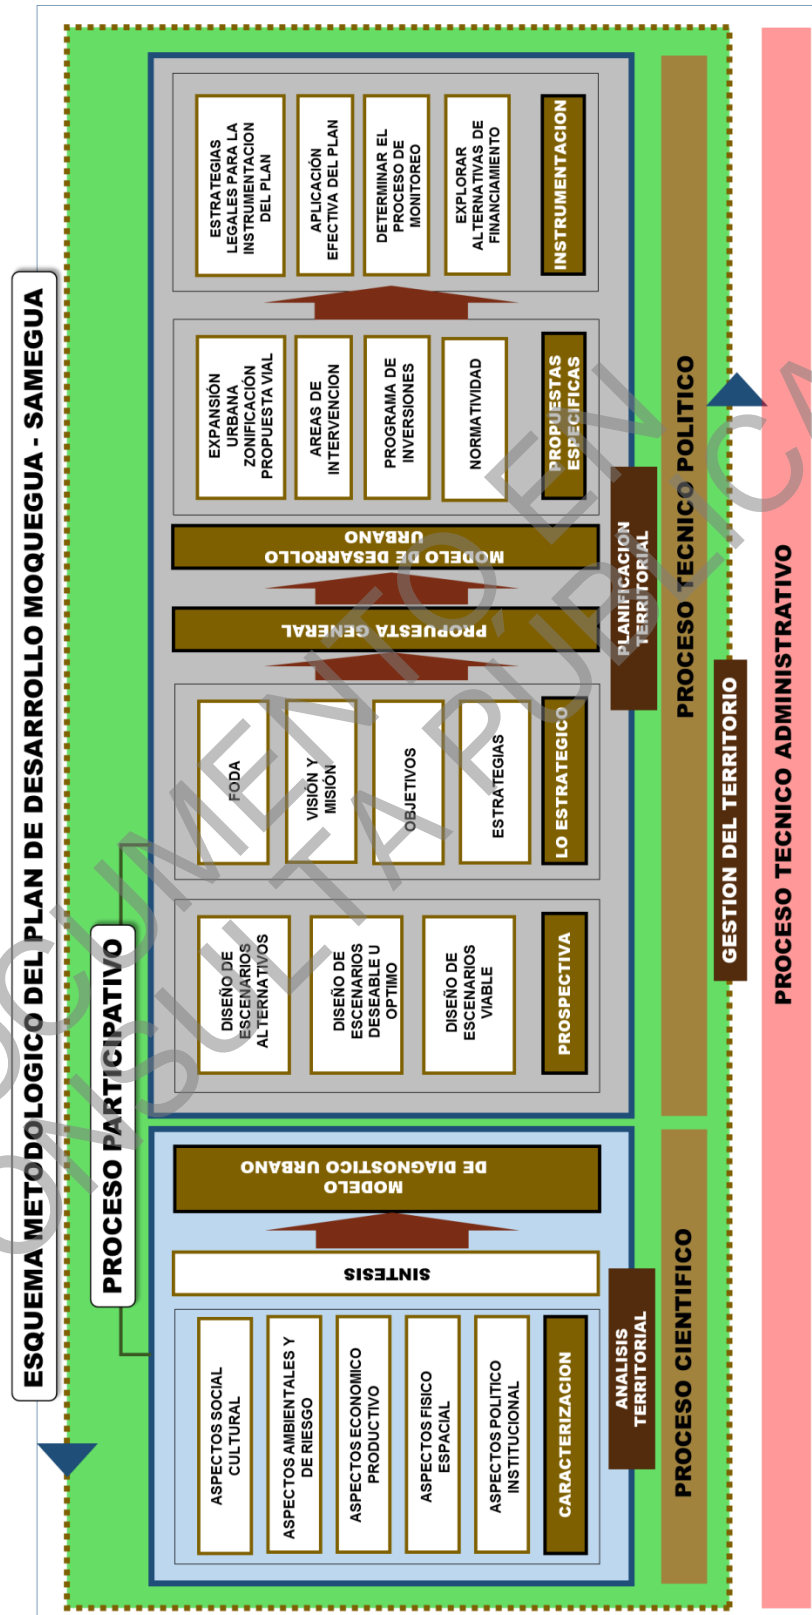 ESQUEMA METODOLOGICO DEL PLAN DE DESARROLLO MOQUEGUA - SAMEGUA
PROCESO PARTICIPATIVO
ASPECTOS SOCIAL
CULTURAL
ASPECTOS AMBIENTALES Y
DE RIESGO
ASPECTOS ECONOMICO
PRODUCTIVO
ASPECTOS FISICO
ESPACIAL
ASPECTOS POLITICO
INSTITUCIONAL
CARACTERIZACION
SINTESIS
MODELO
DE DIAGNOSTICO URBANO
ANALISIS
TERRITORIAL
PROCESO CIENTIFICO
DISEÑO DE
ESCENARIOS
ALTERNATIVOS
DISEÑO DE
ESCENARIOS
DESEABLE U
OPTIMO
DISEÑO DE
ESCENARIOS
VIABLE
PROSPECTIVA
FODA
VISIÓN Y
MISIÓN
OBJETIVOS
ESTRATEGIAS
LO ESTRATEGICO
PROPUESTA GENERAL
MODELO DE DESARROLLO
URBANO
EXPANSIÓN
URBANA
ZONIFICACIÓN
PROPUESTA VIAL
AREAS DE
INTERVENCION
PROGRAMA DE
INVERSIONES
NORMATIVIDAD
PROPUESTAS
ESPECIFICAS
ESTRATEGIAS
LEGALES PARA LA
INSTRUMENTACION
DEL PLAN
APLICACIÓN
EFECTIVA DEL PLAN
DETERMINAR EL
PROCESO DE
MONITOREO
EXPLORAR
ALTERNATIVAS DE
FINANCIAMIENTO
INSTRUMENTACION
PLANIFICACION
TERRITORIAL
PROCESO TECNICO POLITICO
GESTION DEL TERRITORIO
PROCESO TECNICO ADMINISTRATIVO
DOCUMENTO EN
CONSULTA PÚBLICA